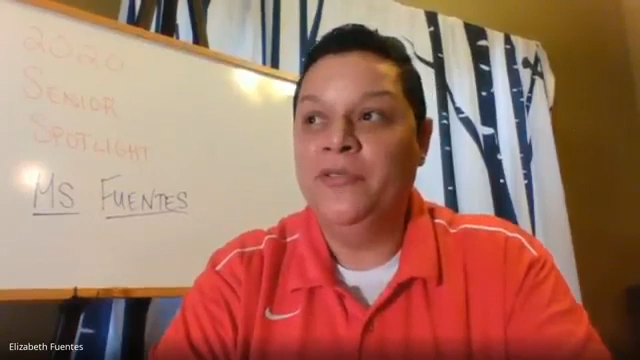 2020
SENIOR
SPOTLIGHT
MS FUENTES
Elizabeth Fuentes